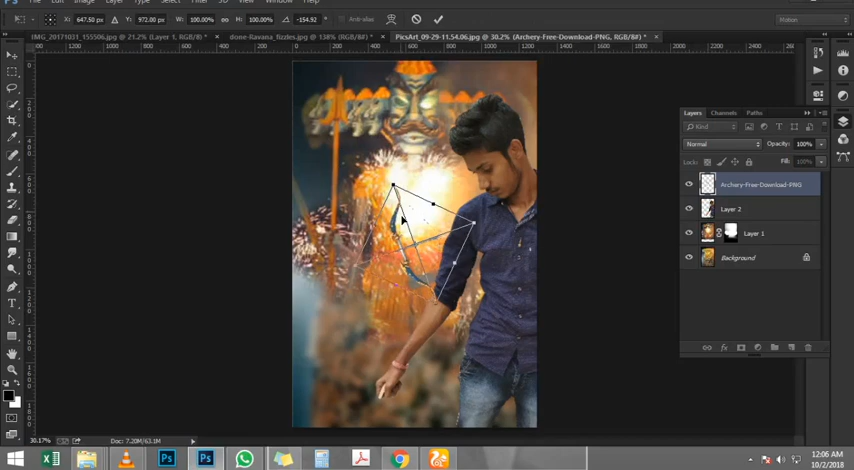 File Edit Image Layer Type Select Filter 3D View Window Help
X: 647.50 px Y: 972.00 px W: 100.00% H: 100.00% -154.92 ° Anti-alias Motion
IMG_20171031_155506.jpg @ 21.2% (Layer 1, RGB/8#) * × done-Ravana_fizzles.jpg @ 138% (RGB/8#) * × PicsArt_09-29-11.54.06.jpg @ 30.2% (Archery-Free-Download-PNG, RGB/8#) * ×
Layers Channels Paths
Kind
Normal Opacity: 100%
Lock: Fill: 100%
Archery-Free-Download-PNG
Layer 2
Layer 1
Background
30.17% Doc: 7.20M/63.1M
12:06 AM
10/2/2018